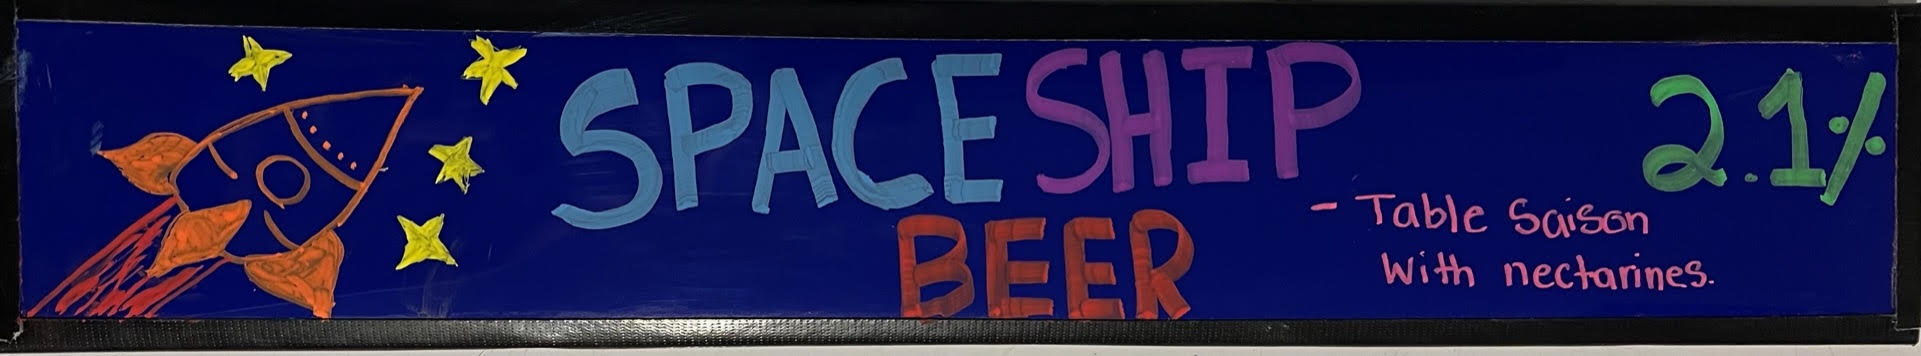 SPACESHIP
BEER
2.1%
- Table Saison
With nectarines.